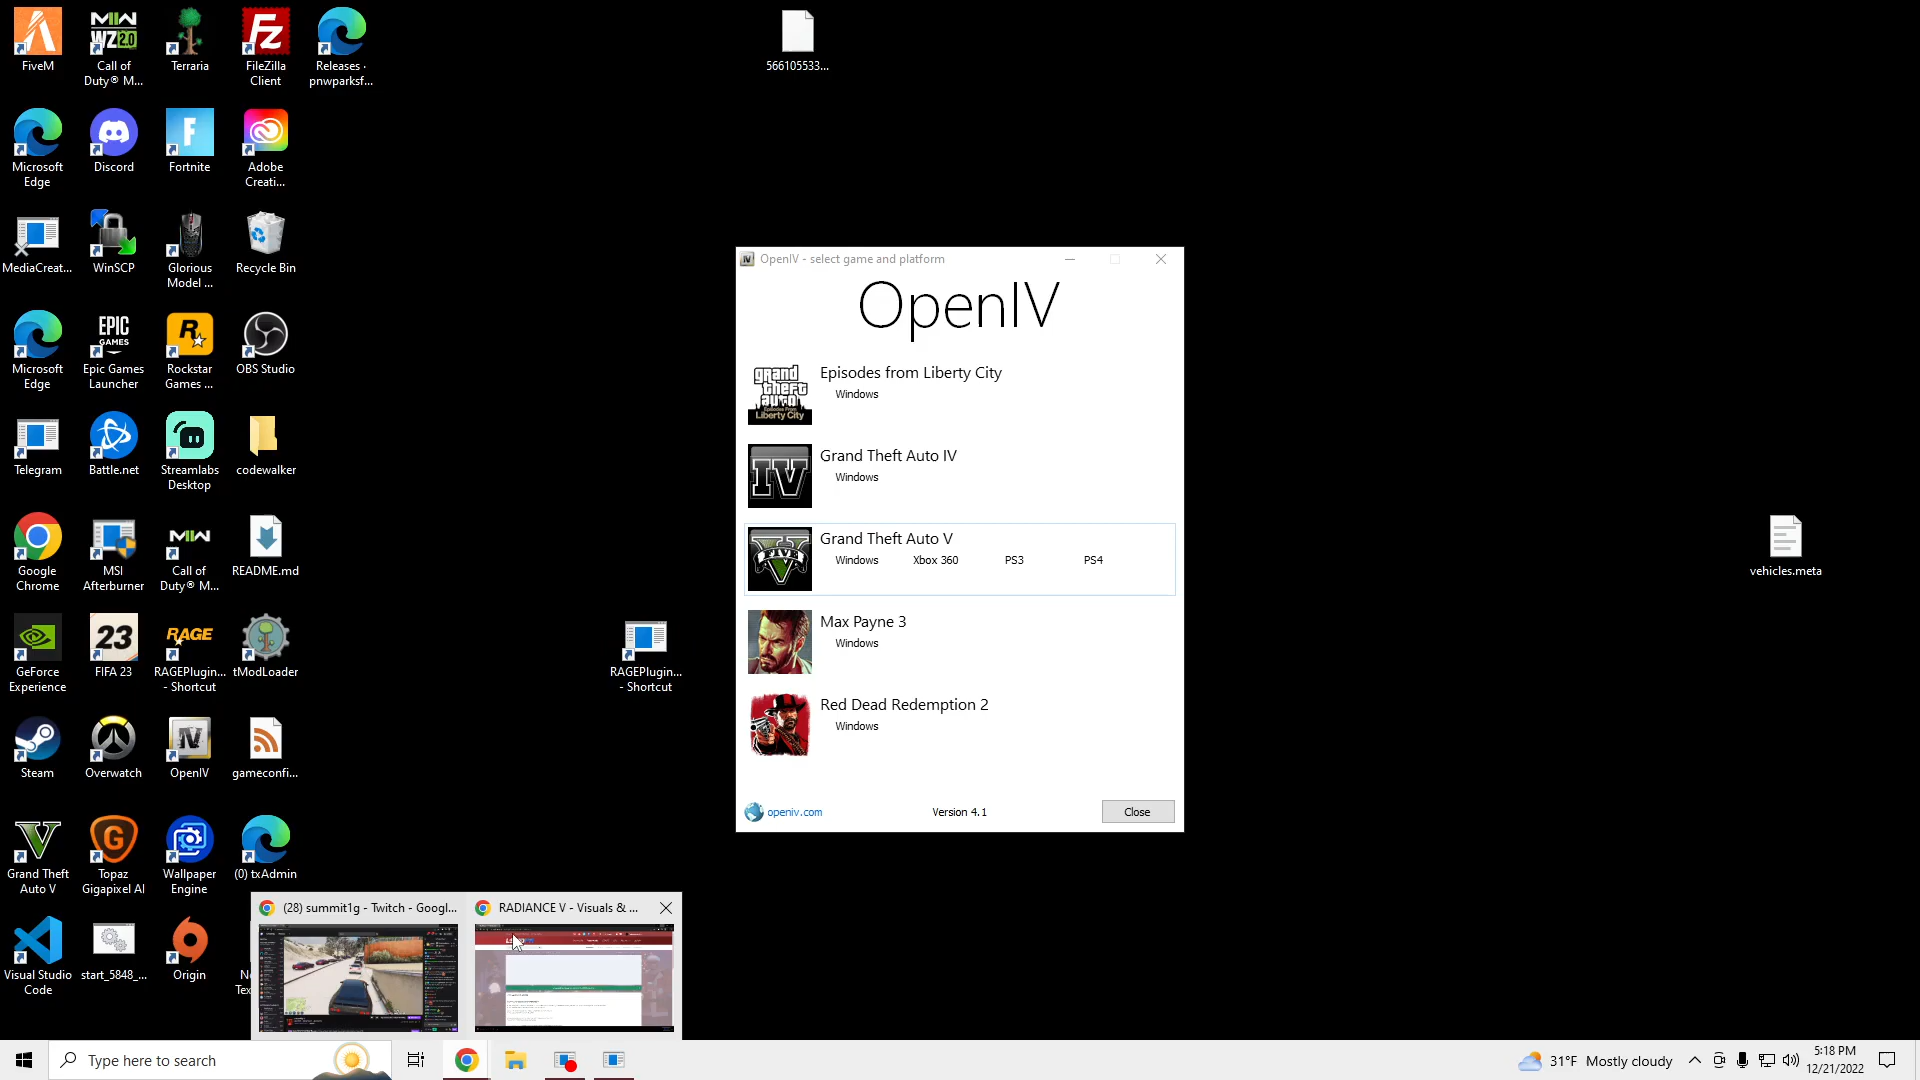 FiveM
Call of
Duty® M...
Terraria
FileZilla
Client
Releases ·
pnwparksf...
566105533...
Microsoft
Edge
Discord
Fortnite
Adobe
Creati...
MediaCreat...
WinSCP
Glorious
Model ...
Recycle Bin
Microsoft
Edge
EPIC
GAMES
Epic Games
Launcher
Rockstar
Games ...
OBS Studio
Telegram
Battle.net
Streamlabs
Desktop
codewalker
Google
Chrome
MSI
Afterburner
Call of
Duty® M...
README.md
GeForce
Experience
23
FIFA 23
RAGE
RAGEPlugin...
- Shortcut
tModLoader
RAGEPlugin...
- Shortcut
Steam
Overwatch
OpenIV
gameconfi...
Grand Theft
Auto V
Topaz
Gigapixel AI
Wallpaper
Engine
(0) txAdmin
Visual Studio
Code
start_5848_...
Origin
vehicles.meta
OpenIV - select game and platform
OpenIV
Episodes from Liberty City
Windows
Grand Theft Auto IV
Windows
Grand Theft Auto V
Windows Xbox 360 PS3 PS4
Max Payne 3
Windows
Red Dead Redemption 2
Windows
openiv.com
Version 4.1
Close
(28) summit1g - Twitch - Googl...
RADIANCE V - Visuals & ...
Type here to search
31°F Mostly cloudy
5:18 PM
12/21/2022